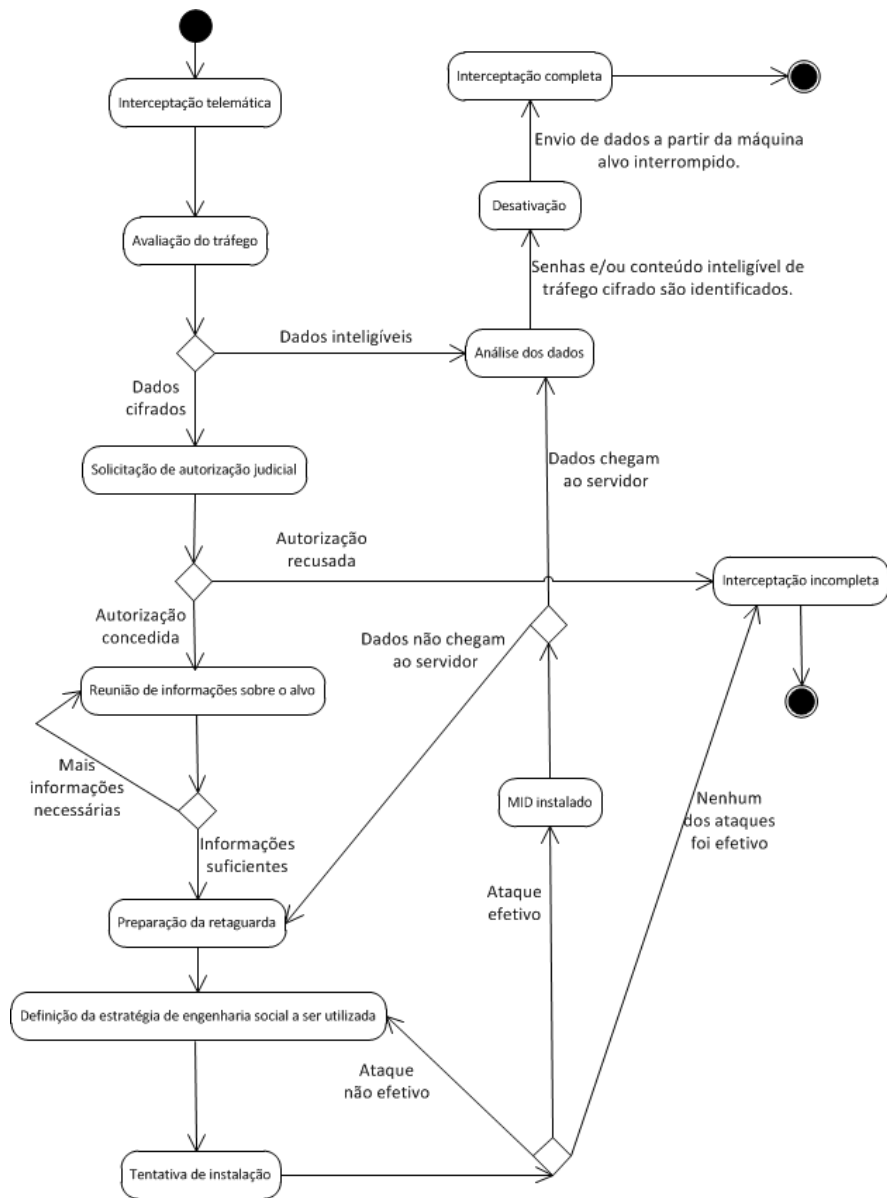 Interceptação telemática
Interceptação completa
Envio de dados a partir da máquina
alvo interrompido.
Desativação
Avaliação do tráfego
Senhas e/ou conteúdo inteligível de
tráfego cifrado são identificados.
Dados inteligíveis
Análise dos dados
Dados
cifrados
Solicitação de autorização judicial
Dados chegam
ao servidor
Autorização
recusada
Interceptação incompleta
Autorização
concedida
Dados não chegam
ao servidor
Reunião de informações sobre o alvo
Mais
informações
necessárias
MID instalado
Nenhum
dos ataques
foi efetivo
Informações
suficientes
Ataque
efetivo
Preparação da retaguarda
Definição da estratégia de engenharia social a ser utilizada
Ataque
não efetivo
Tentativa de instalação